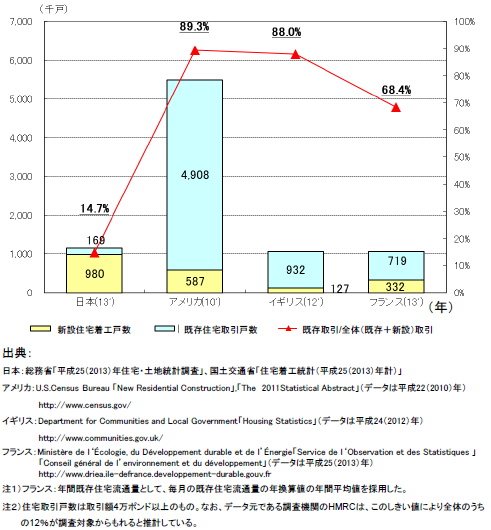 (千戸)
7,000
6,000
5,000
4,000
3,000
2,000
1,000
0
100%
90%
80%
70%
60%
50%
40%
30%
20%
10%
0%
89.3%
88.0%
68.4%
14.7%
4,908
169
980
587
932
127
719
332
日本(13')
アメリカ(10')
イギリス(12')
フランス(13')
(年)
新設住宅着工戸数
既存住宅取引戸数
既存取引/全体(既存+新設)取引
出典:
日本:総務省「平成25(2013)年住宅・土地統計調査」、国土交通省「住宅着工統計(平成25(2013)年計)」
アメリカ:U.S.Census Bureau「New Residential Construction」,「The 2011Statistical Abstract」(データは平成22(2010)年)
http://www.census.gov/
イギリス:Department for Communities and Local Government「Housing Statistics」(データは平成24(2012)年)
http://www.communities.gov.uk/
フランス:Ministère de l'Écologie, du Développement durable et de l'Énergie「Service de l'Observation et des Statistiques」
「Conseil général de l'environnement et du développement」(データは平成25(2013)年)
http://www.driea.ile-defrance.developpement-durable.gouv.fr
注1)フランス:年間既存住宅流通量として、毎月の既存住宅流通量の年換算値の年間平均値を採用した。
注2)住宅取引戸数は取引額4万ポンド以上のもの。なお、データ元である調査機関のHMRCは、このしきい値により全体のうち
12%が調査対象からもれると推計している。